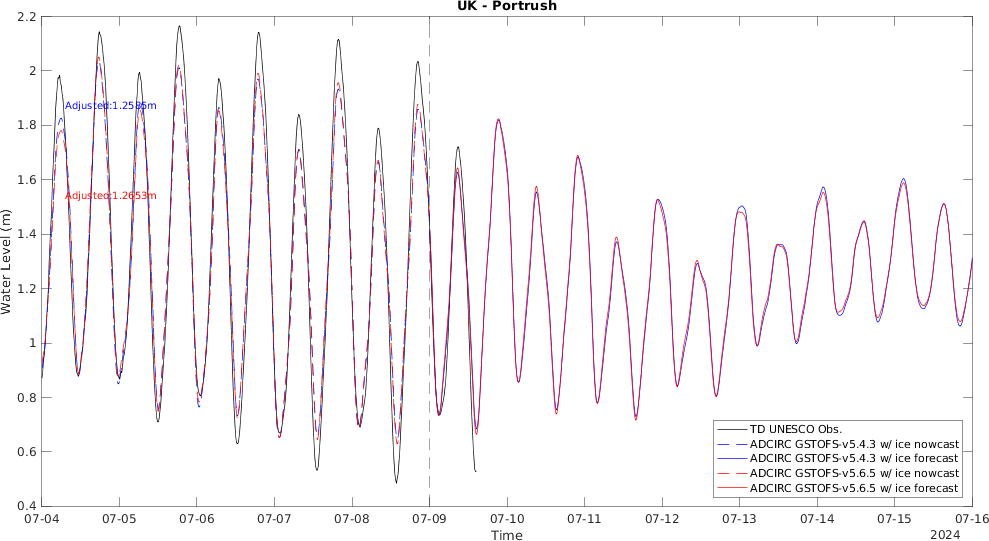 UK - Portrush
2.2
2
1.8
1.6
1.4
1.2
1
0.8
0.6
0.4
Water Level (m)
Adjusted:1.2585m
Adjusted:1.2653m
TD UNESCO Obs.
ADCIRC GSTOFS-v5.4.3 w/ ice nowcast
ADCIRC GSTOFS-v5.4.3 w/ ice forecast
ADCIRC GSTOFS-v5.6.5 w/ ice nowcast
ADCIRC GSTOFS-v5.6.5 w/ ice forecast
07-04 07-05 07-06 07-07 07-08 07-09 07-10 07-11 07-12 07-13 07-14 07-15 07-16
Time
2024